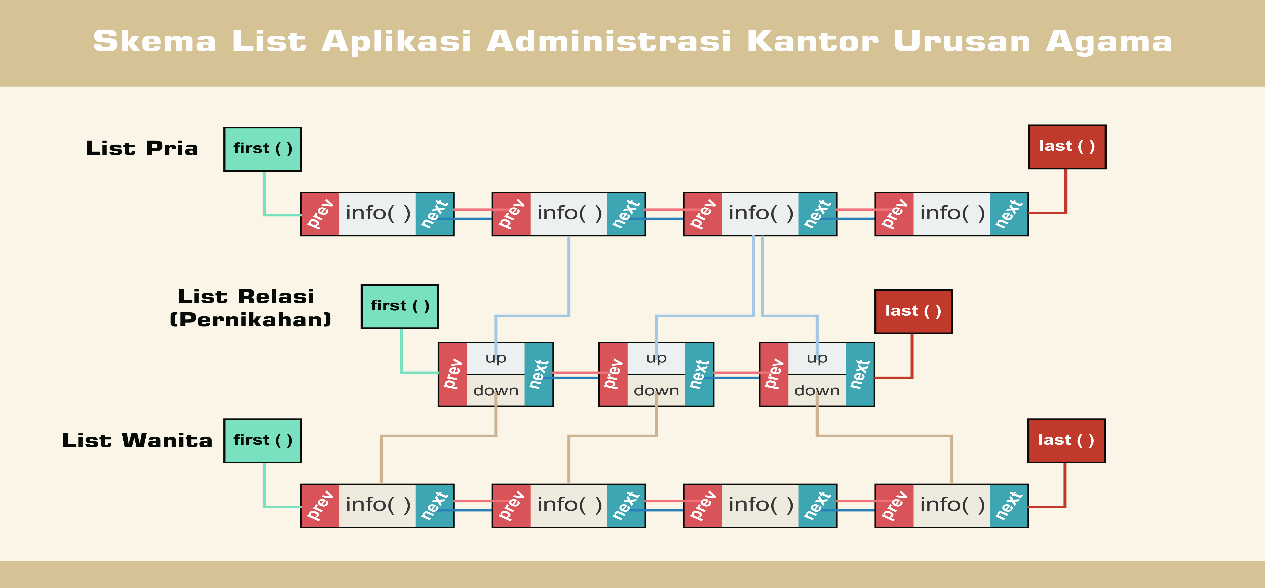 Skema List Aplikasi Administrasi Kantor Urusan Agama
List Pria
first ( )
last ( )
prev info( ) next prev info( ) next prev info( ) next prev info( ) next
List Relasi
(Pernikahan)
first ( )
last ( )
prev up next prev up next prev up next
down down down
List Wanita
first ( )
last ( )
prev info( ) next prev info( ) next prev info( ) next prev info( ) next